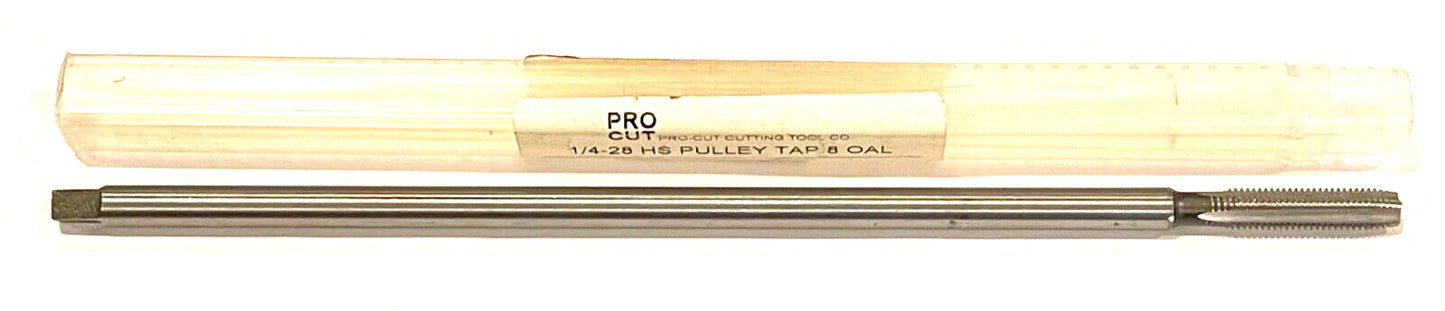 PRO
CUT PRO-CUT CUTTING TOOL CO
1/4-28 HS PULLEY TAP 8 OAL